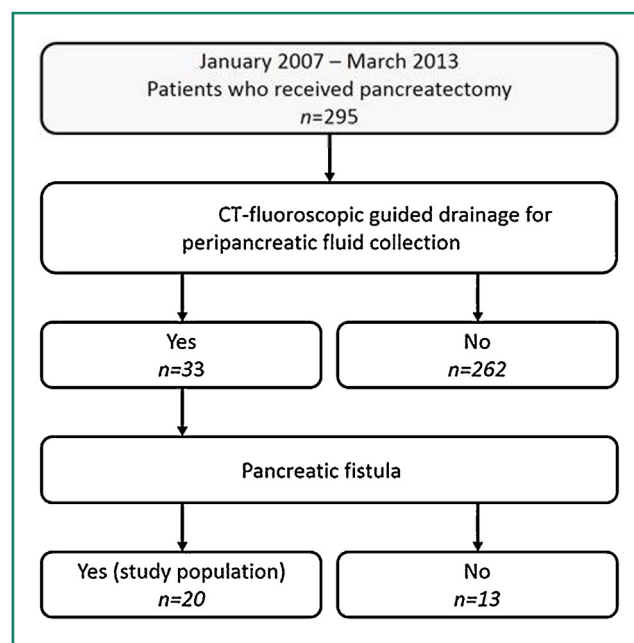 January 2007 – March 2013
Patients who received pancreatectomy
n=295
CT-fluoroscopic guided drainage for
peripancreatic fluid collection
Yes
n=33
No
n=262
Pancreatic fistula
Yes (study population)
n=20
No
n=13